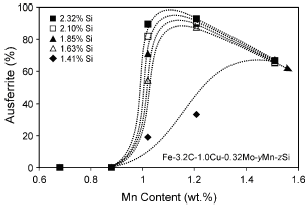 2.32% Si
2.10% Si
1.85% Si
1.63% Si
1.41% Si
Ausferrite (%)
100
80
60
40
20
0
Fe-3.2C-1.0Cu-0.32Mo-yMn-zSi
0.6
0.8
1
1.2
1.4
1.6
Mn Content (wt.%)